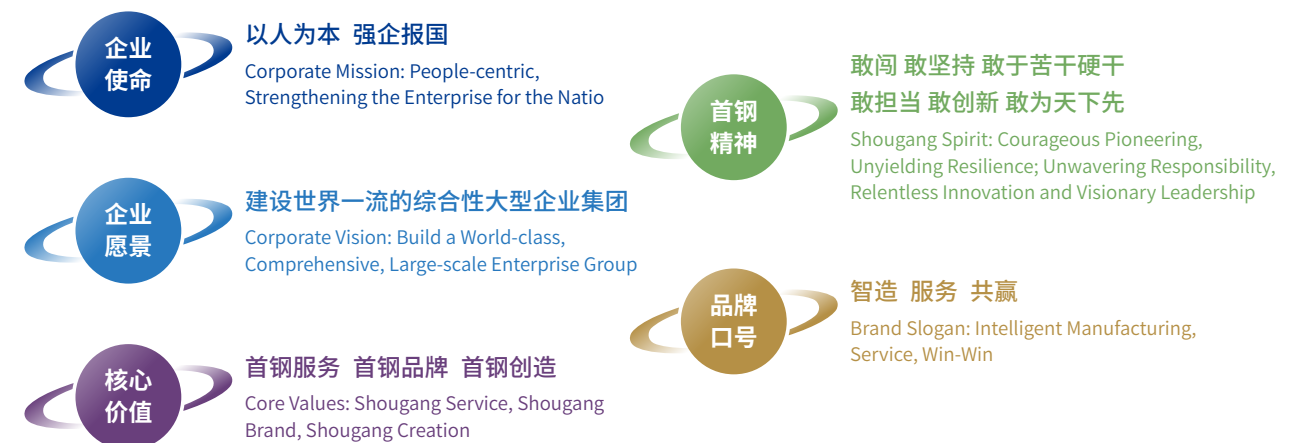 企业
使命
以人为本 强企报国
Corporate Mission: People-centric,
Strengthening the Enterprise for the Natio
企业
愿景
建设世界一流的综合性大型企业集团
Corporate Vision: Build a World-class,
Comprehensive, Large-scale Enterprise Group
核心
价值
首钢服务 首钢品牌 首钢创造
Core Values: Shougang Service, Shougang
Brand, Shougang Creation
首钢
精神
敢闯 敢坚持 敢于苦干硬干
敢担当 敢创新 敢为天下先
Shougang Spirit: Courageous Pioneering,
Unyielding Resilience; Unwavering Responsibility,
Relentless Innovation and Visionary Leadership
品牌
口号
智造 服务 共赢
Brand Slogan: Intelligent Manufacturing,
Service, Win-Win